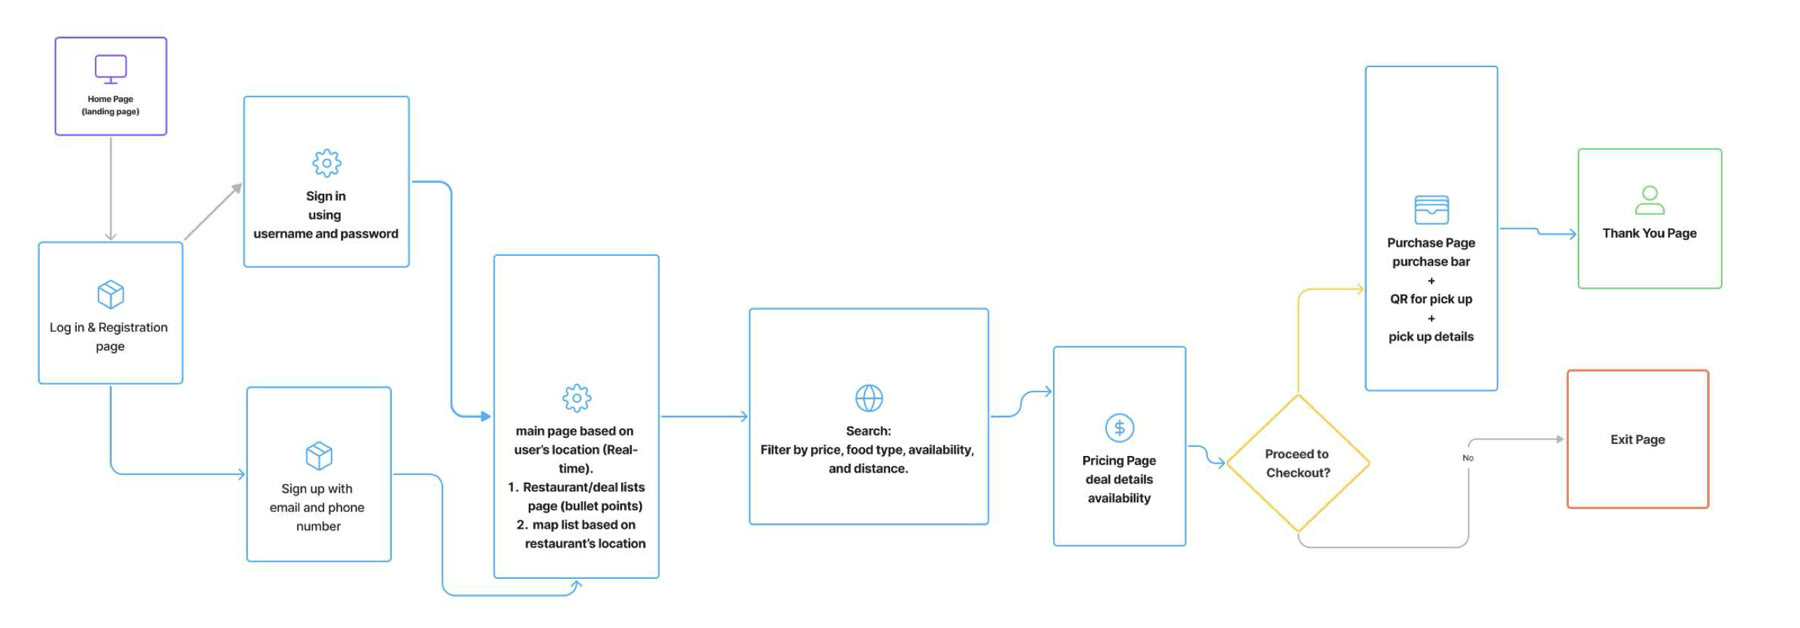 Home Page
(landing page)
Log in & Registration
page
Sign in
using
username and password
Sign up with
email and phone
number
main page based on
user's location (Real-
time).
1. Restaurant/deal lists
page (bullet points)
2. map list based on
restaurant's location
Search:
Filter by price, food type, availability,
and distance.
Pricing Page
deal details
availability
Proceed to
Checkout?
Purchase Page
purchase bar
+
QR for pick up
+
pick up details
Thank You Page
No
Exit Page